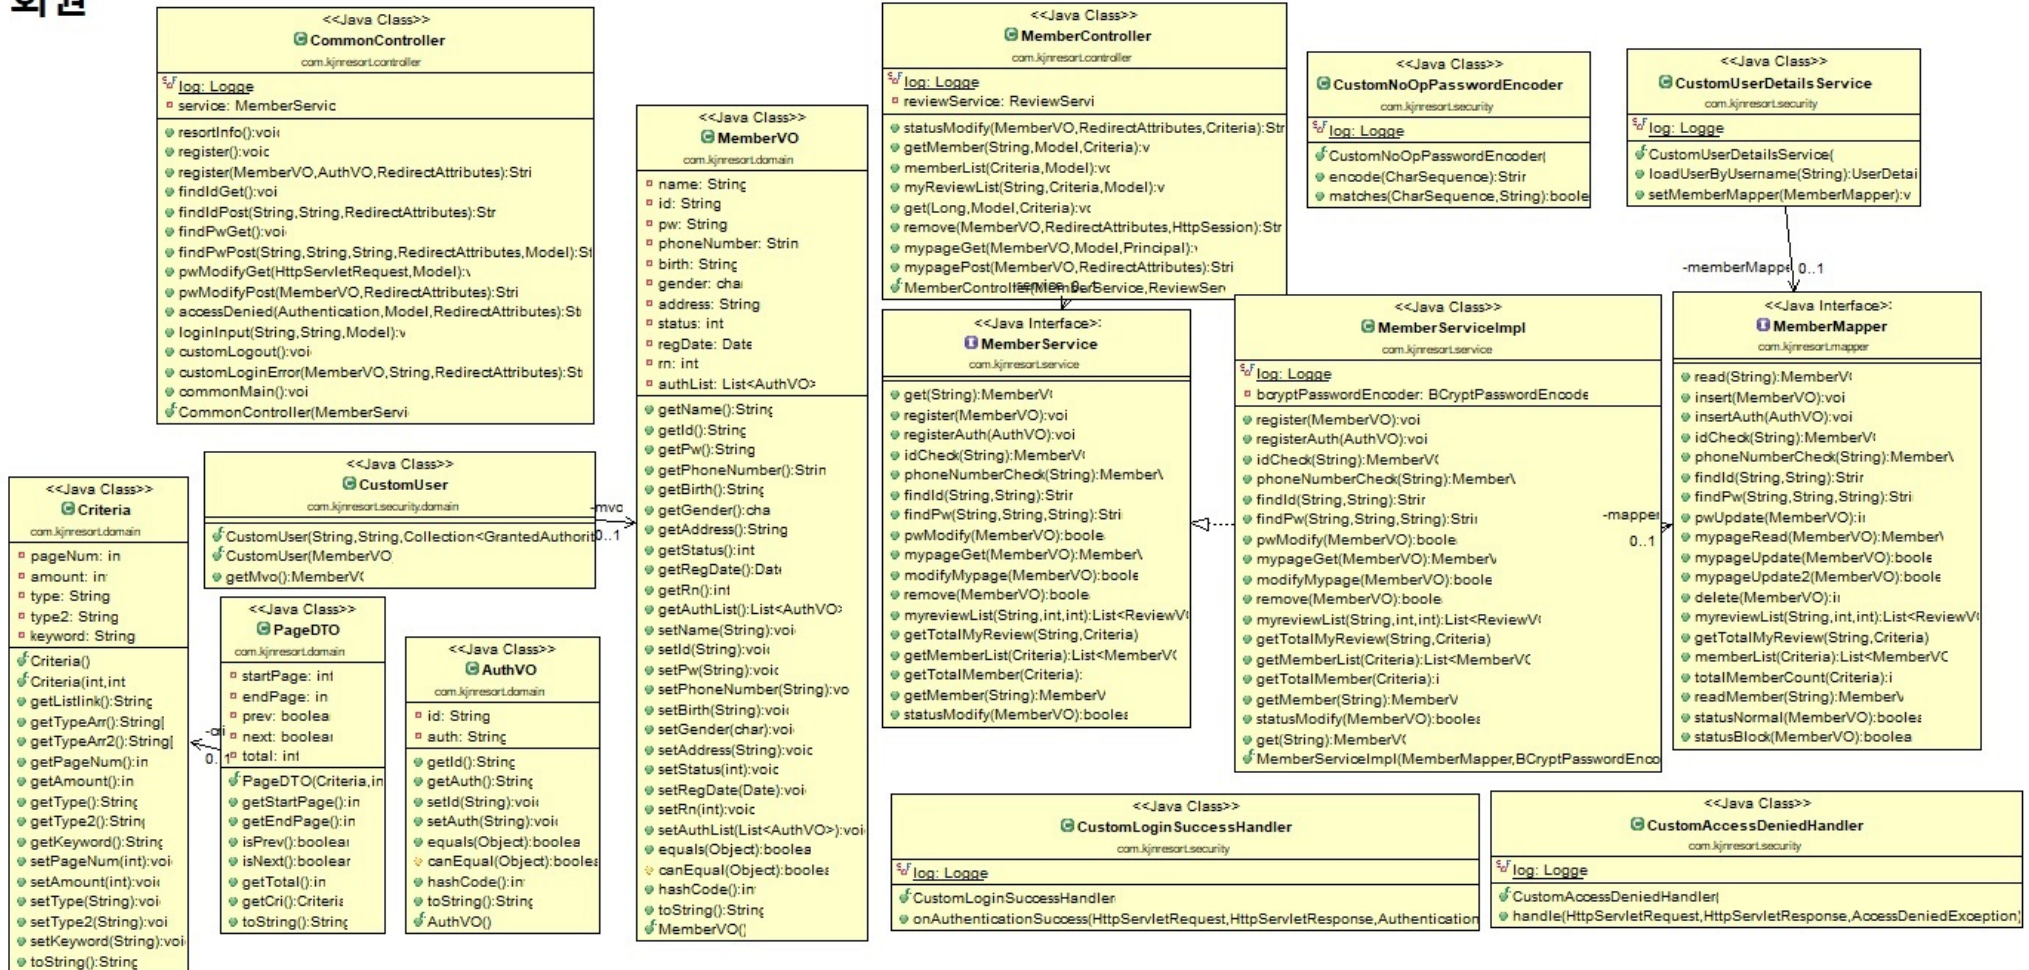 회원
<<Java Class>>
CommonController
com.kjnresort.controller
log: Logge
service: MemberServic
resortInfo():voi
register():voic
register(MemberVO,AuthVO,RedirectAttributes):Stri
findIdGet():voi
findIdPost(String,String,RedirectAttributes):Str
findPwGet():voi
findPwPost(String,String,String,RedirectAttributes,Model):St
pwModifyGet(HttpServletRequest,Model):v
pwModifyPost(MemberVO,RedirectAttributes):Stri
accessDenied(Authentication,Model,RedirectAttributes):St
loginInput(String,String,Model):v
customLogout():voi
customLoginError(MemberVO,String,RedirectAttributes):St
commonMain():voi
CommonController(MemberServi
<<Java Class>>
MemberVO
com.kjnresort.domain
name: String
id: String
pw: String
phoneNumber: Strin
birth: String
gender: cha
address: String
status: int
regDate: Date
rn: int
authList: List<AuthVO>
getName():String
getId():String
getPw():String
getPhoneNumber():Strin
getBirth():String
getGender():cha
getAddress():String
getStatus():int
getRegDate():Date
getRn():int
getAuthList():List<AuthVO>
setName(String):voi
setId(String):voic
setPw(String):voic
setPhoneNumber(String):vo
setBirth(String):voic
setGender(char):voic
setAddress(String):voic
setStatus(int):voic
setRegDate(Date):voi
setRn(int):voic
setAuthList(List<AuthVO>):voi
equals(Object):boolea
canEqual(Object):boolea
hashCode():in
toString():String
MemberVO()
<<Java Class>>
MemberController
com.kjnresort.controller
log: Logge
reviewService: ReviewServi
statusModify(MemberVO,RedirectAttributes,Criteria):Str
getMember(String,Model,Criteria):v
memberList(Criteria,Model):vc
myReviewList(String,Criteria,Model):v
get(Long,Model,Criteria):vc
remove(MemberVO,RedirectAttributes,HttpSession):Str
mypageGet(MemberVO,Model,Principal):v
mypagePost(MemberVO,RedirectAttributes):Stri
MemberController(MemberService,ReviewServ
<<Java Class>>
CustomNoOpPasswordEncoder
com.kjnresort.security
log: Logge
CustomNoOpPasswordEncoder(
encode(CharSequence):Strir
matches(CharSequence,String):boole
<<Java Class>>
CustomUserDetailsService
com.kjnresort.security
log: Logge
CustomUserDetailsService(
loadUserByUsername(String):UserDetai
setMemberMapper(MemberMapper):v
-memberMappe 0..1
<<Java Interface>:
MemberService
com.kjnresort.service
get(String):MemberV(
register(MemberVO):voi
registerAuth(AuthVO):voi
idCheck(String):MemberV(
phoneNumberCheck(String):Member\
findId(String,String):Strir
findPw(String,String,String):Stri
pwModify(MemberVO):boole
mypageGet(MemberVO):Member\
modifyMypage(MemberVO):boole
remove(MemberVO):boole
myreviewList(String,int,int):List<ReviewV(
getTotalMyReview(String,Criteria)
getMemberList(Criteria):List<MemberV(
getTotalMember(Criteria):
getMember(String):MemberV
statusModify(MemberVO):boolea
<<Java Class>>
MemberServiceImpl
com.kjnresort.service
log: Logge
bcryptPasswordEncoder: BCryptPasswordEncode
register(MemberVO):voi
registerAuth(AuthVO):voi
idCheck(String):MemberV(
phoneNumberCheck(String):Member\
findId(String,String):Strir
findPw(String,String,String):Stri
pwModify(MemberVO):boole
mypageGet(MemberVO):Member\
modifyMypage(MemberVO):boole
remove(MemberVO):boole
myreviewList(String,int,int):List<ReviewV(
getTotalMyReview(String,Criteria)
getMemberList(Criteria):List<MemberVC
getTotalMember(Criteria):i
getMember(String):MemberV
statusModify(MemberVO):boolea
get(String):MemberV(
MemberServiceImpl(MemberMapper,BCryptPasswordEnco
-mapper
0..1
<<Java Interface>:
MemberMapper
com.kjnresort.mapper
read(String):MemberV(
insert(MemberVO):voi
insertAuth(AuthVO):voi
idCheck(String):MemberV(
phoneNumberCheck(String):Member\
findId(String,String):Strir
findPw(String,String,String):Stri
pwUpdate(MemberVO):ir
mypageRead(MemberVO):Member\
mypageUpdate(MemberVO):boole
mypageUpdate2(MemberVO):boole
delete(MemberVO):ir
myreviewList(String,int,int):List<ReviewV(
getTotalMyReview(String,Criteria)
memberList(Criteria):List<MemberVC
totalMemberCount(Criteria):i
readMember(String):MemberV
statusNormal(MemberVO):boolea
statusBlock(MemberVO):boolea
<<Java Class>>
CustomUser
com.kjnresort.security.domain
CustomUser(String,String,Collection<GrantedAuthorit
CustomUser(MemberVO)
getMvo():MemberV(
-mvo
0..1
<<Java Class>>
Criteria
com.kjnresort.domain
pageNum: in
amount: in
type: String
type2: String
keyword: String
Criteria()
Criteria(int,int
getListlink():String
getTypeArr():String[
getTypeArr2():String[
getPageNum():in
getAmount():in
getType():String
getType2():String
getKeyword():String
setPageNum(int):voi
setAmount(int):voi
setType(String):voi
setType2(String):voi
setKeyword(String):voi
toString():String
-cri
0..1
<<Java Class>>
PageDTO
com.kjnresort.domain
startPage: int
endPage: in
prev: boolea
next: boolear
total: int
PageDTO(Criteria,in
getStartPage():in
getEndPage():in
isPrev():boolear
isNext():boolear
getTotal():in
getCri():Criteria
toString():String
<<Java Class>>
AuthVO
com.kjnresort.domain
id: String
auth: String
getId():String
getAuth():String
setId(String):voi
setAuth(String):voi
equals(Object):boolea
canEqual(Object):boolea
hashCode():in
toString():String
AuthVO()
<<Java Class>>
CustomLoginSuccessHandler
com.kjnresort.security
log: Logge
CustomLoginSuccessHandler
onAuthenticationSuccess(HttpServletRequest,HttpServletResponse,Authentication
<<Java Class>>
CustomAccessDeniedHandler
com.kjnresort.security
log: Logge
CustomAccessDeniedHandler(
handle(HttpServletRequest,HttpServletResponse,AccessDeniedException)